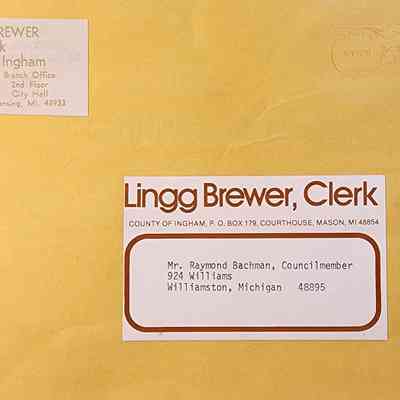 BREWER
k
Ingham
Branch Office
2nd Floor
City Hall
ansing, MI. 48933
Lingg Brewer, Clerk
COUNTY OF INGHAM, P. O. BOX 179, COURTHOUSE, MASON, MI 48854
Mr. Raymond Bachman, Councilmember
924 Williams
Williamston, Michigan 48895